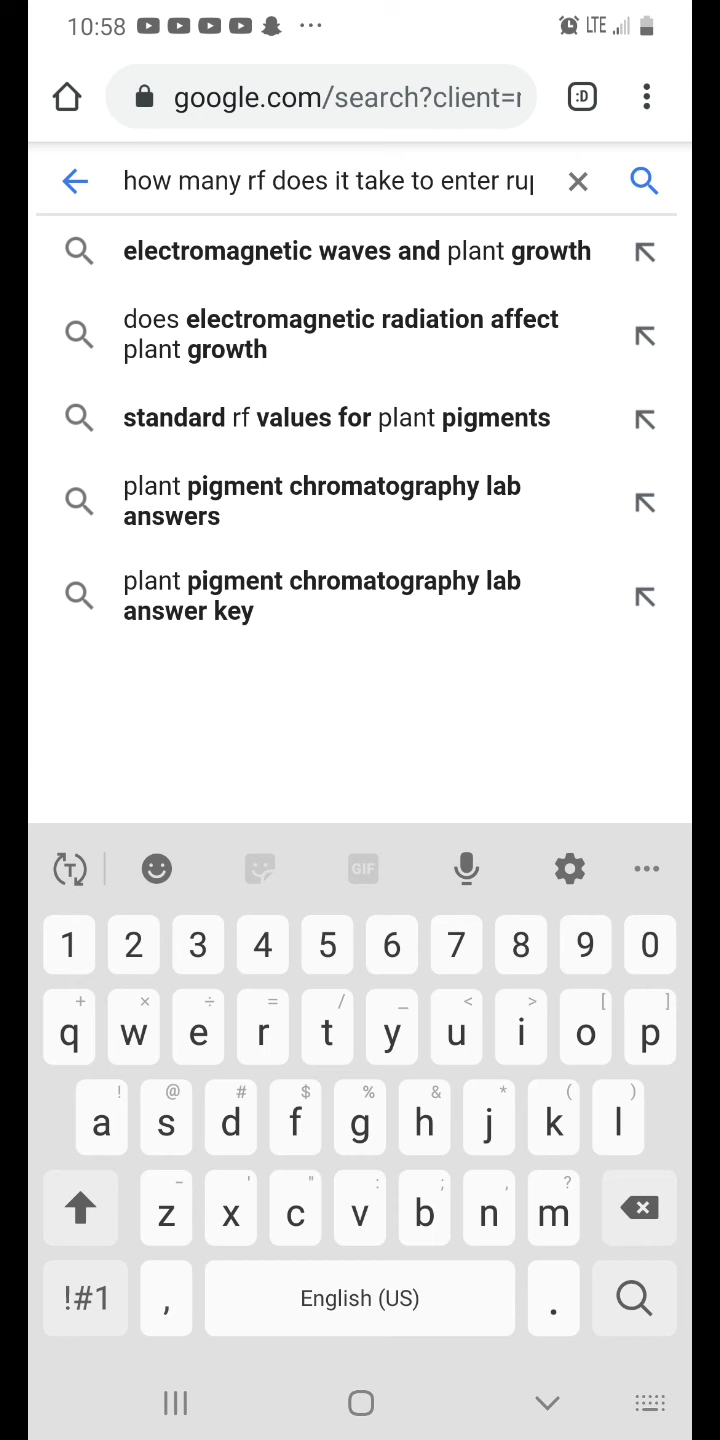 10:58 LTE
google.com/search?client=r :D
how many rf does it take to enter rup
electromagnetic waves and plant growth
does electromagnetic radiation affect
plant growth
standard rf values for plant pigments
plant pigment chromatography lab
answers
plant pigment chromatography lab
answer key
T GIF
1 2 3 4 5 6 7 8 9 0
+ × ÷ = / _ < > [ ]
q w e r t y u i o p
! @ # $ % & * ( )
a s d f g h j k l
- ' " : ; , ?
z x c v b n m
!#1 , English (US) .